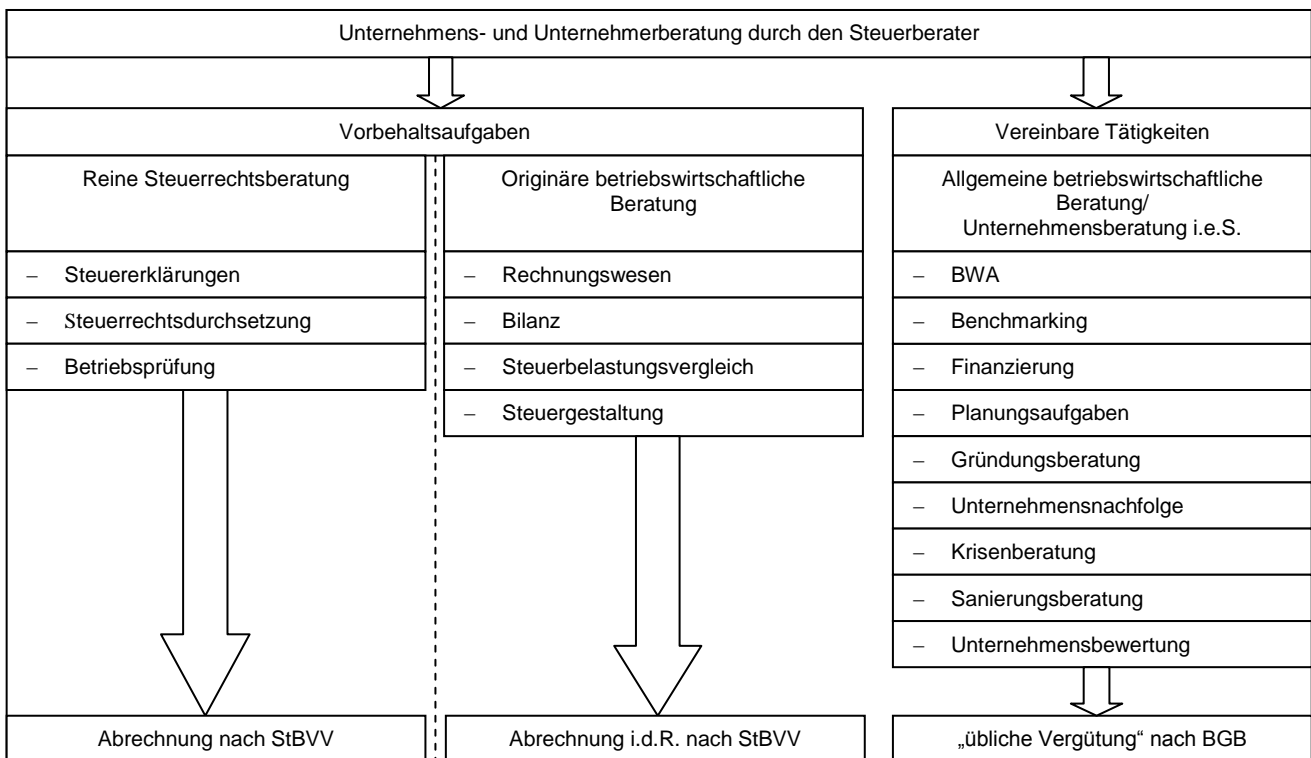 Unternehmens- und Unternehmerberatung durch den Steuerberater
Vorbehaltsaufgaben
Reine Steuerrechtsberatung
– Steuererklärungen
– Steuerrechtsdurchsetzung
– Betriebsprüfung
Abrechnung nach StBVV
Originäre betriebswirtschaftliche
Beratung
– Rechnungswesen
– Bilanz
– Steuerbelastungsvergleich
– Steuergestaltung
Abrechnung i.d.R. nach StBVV
Vereinbare Tätigkeiten
Allgemeine betriebswirtschaftliche
Beratung/
Unternehmensberatung i.e.S.
– BWA
– Benchmarking
– Finanzierung
– Planungsaufgaben
– Gründungsberatung
– Unternehmensnachfolge
– Krisenberatung
– Sanierungsberatung
– Unternehmensbewertung
„übliche Vergütung“ nach BGB